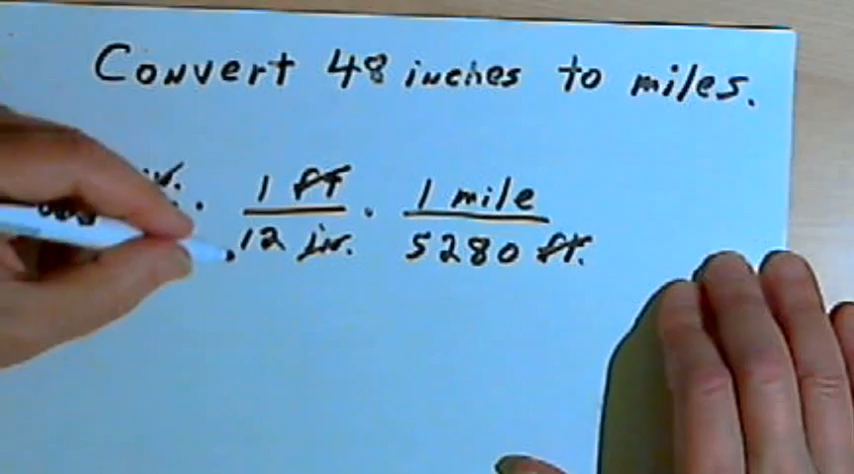 Convert 48 inches to miles.
· 1 ft · 1 mile
12 in. 5280 ft.